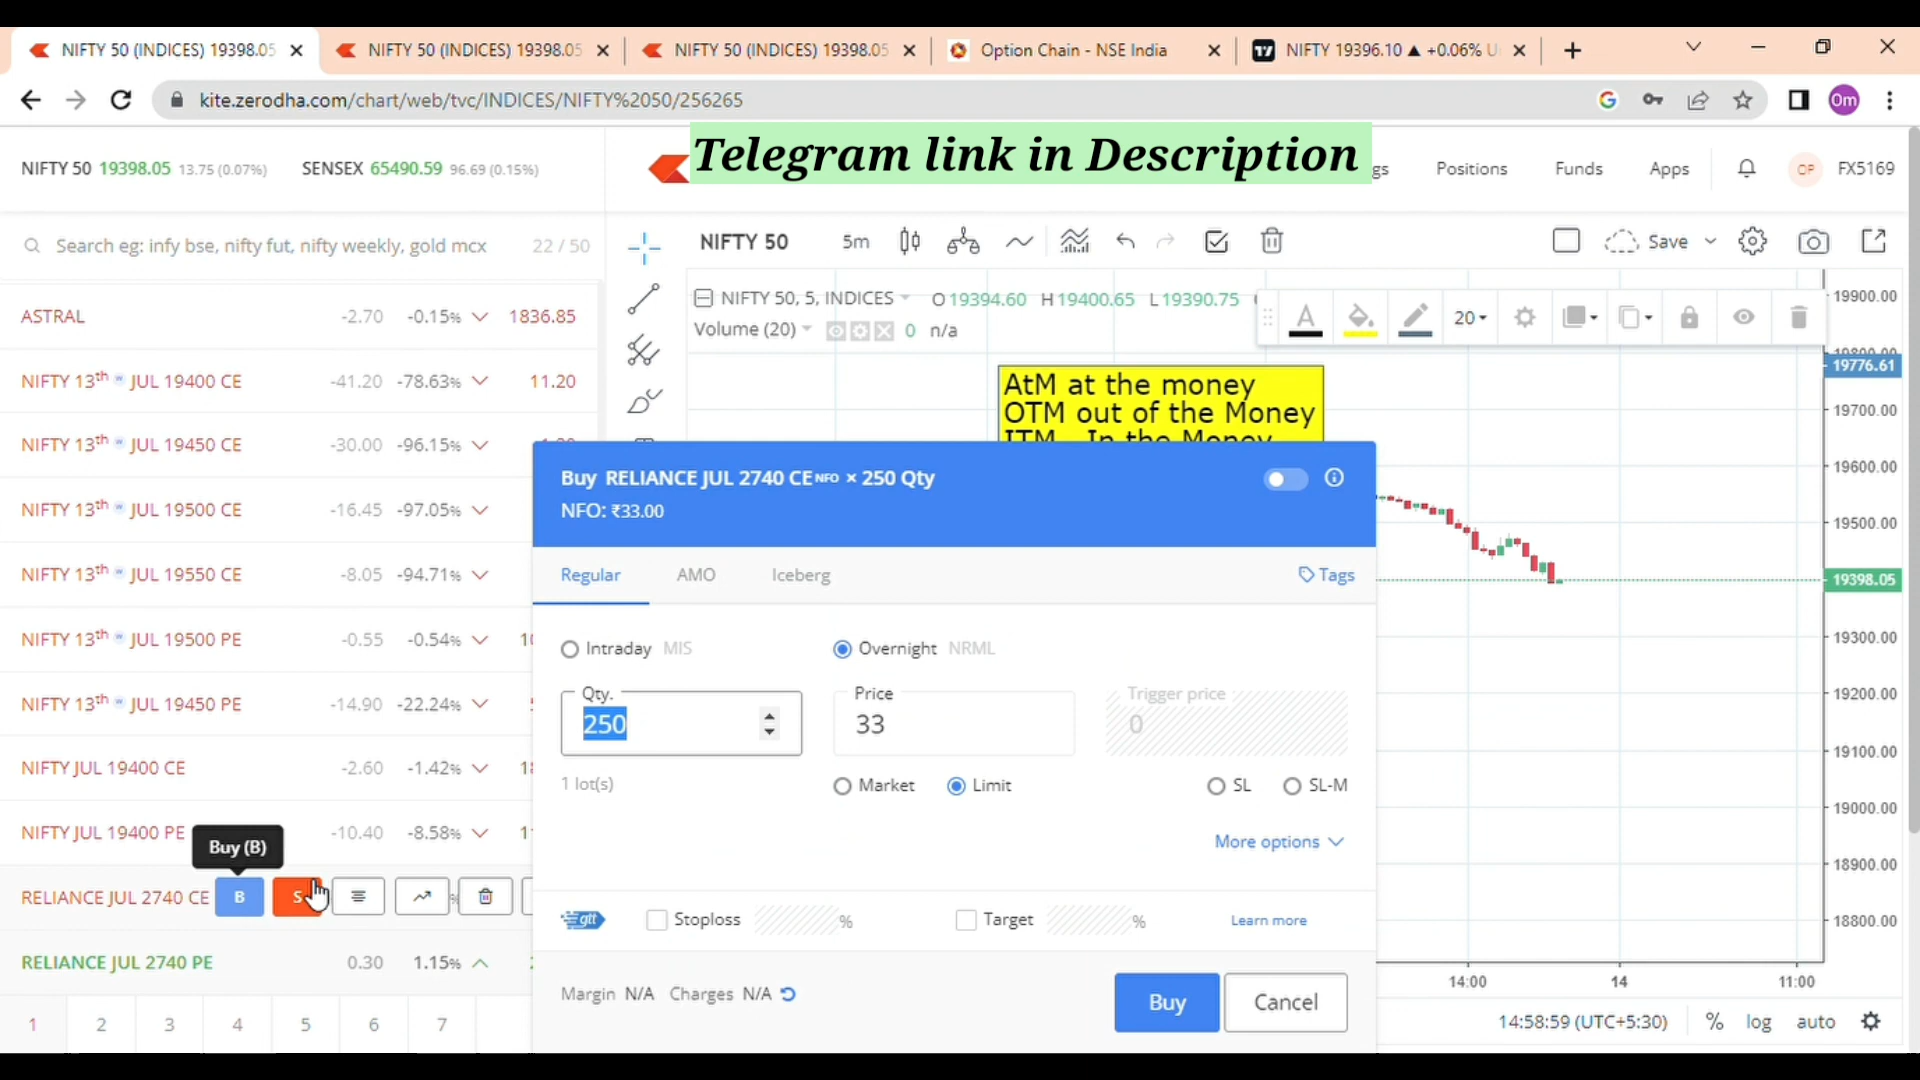 NIFTY 50 (INDICES) 19398.05
NIFTY 50 (INDICES) 19398.05
NIFTY 50 (INDICES) 19398.05
Option Chain - NSE India
NIFTY 19396.10 ▲ +0.06% U
kite.zerodha.com/chart/web/tvc/INDICES/NIFTY%2050/256265
Om
Telegram link in Description
NIFTY 50 19398.05 13.75 (0.07%)
SENSEX 65490.59 96.69 (0.15%)
gs
Positions
Funds
Apps
OP
FX5169
Search eg: infy bse, nifty fut, nifty weekly, gold mcx
22 / 50
NIFTY 50
5m
Save
ASTRAL -2.70 -0.15% 1836.85
NIFTY 13th w JUL 19400 CE -41.20 -78.63% 11.20
NIFTY 13th w JUL 19450 CE -30.00 -96.15%
NIFTY 13th w JUL 19500 CE -16.45 -97.05%
NIFTY 13th w JUL 19550 CE -8.05 -94.71%
NIFTY 13th w JUL 19500 PE -0.55 -0.54%
NIFTY 13th w JUL 19450 PE -14.90 -22.24%
NIFTY JUL 19400 CE -2.60 -1.42%
NIFTY JUL 19400 PE -10.40 -8.58%
Buy (B)
RELIANCE JUL 2740 CE B S
RELIANCE JUL 2740 PE 0.30 1.15%
1 2 3 4 5 6 7
NIFTY 50, 5, INDICES O19394.60 H19400.65 L19390.75
Volume (20) 0 n/a
A
20
AtM at the money
OTM out of the Money
ITM In the Money
Buy RELIANCE JUL 2740 CE NFO × 250 Qty
NFO: ₹33.00
Regular AMO Iceberg Tags
Intraday MIS Overnight NRML
Qty. Price Trigger price
250 33 0
1 lot(s) Market Limit SL SL-M
More options
gtt Stoploss % Target % Learn more
Margin N/A Charges N/A
Buy Cancel
19900.00
19800.00
19776.61
19700.00
19600.00
19500.00
19398.05
19300.00
19200.00
19100.00
19000.00
18900.00
18800.00
14:00 14 11:00
14:58:59 (UTC+5:30) % log auto